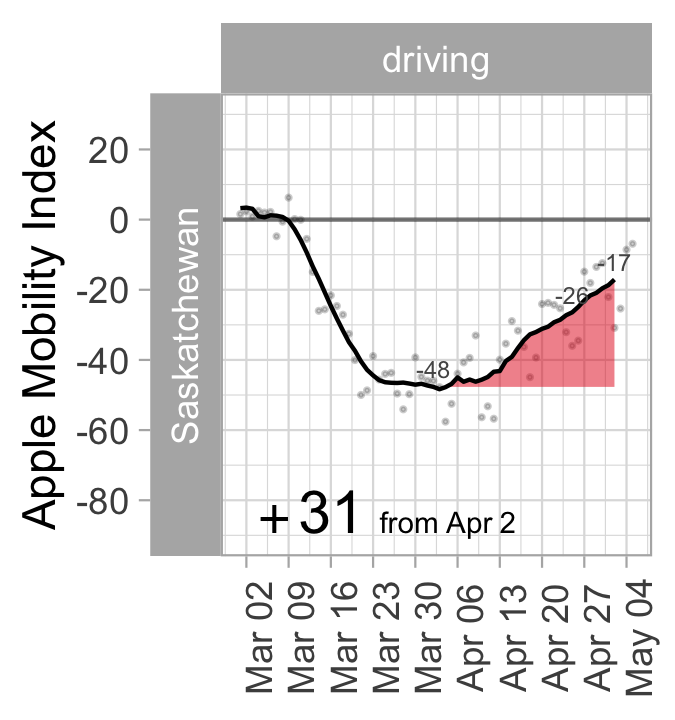 driving
Apple Mobility Index
Saskatchewan
20
0
-20
-40
-60
-80
-17
-26
-48
+31 from Apr 2
Mar 02
Mar 09
Mar 16
Mar 23
Mar 30
Apr 06
Apr 13
Apr 20
Apr 27
May 04